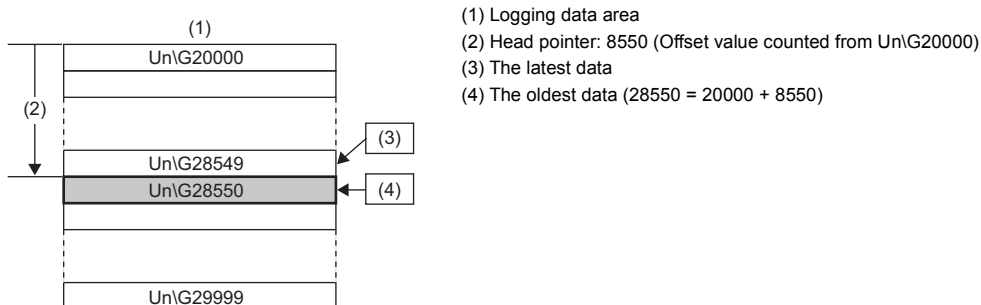 (1)
Un\G20000
(2)
(3)
Un\G28549
Un\G28550
(4)
Un\G29999
(1) Logging data area
(2) Head pointer: 8550 (Offset value counted from Un\G20000)
(3) The latest data
(4) The oldest data (28550 = 20000 + 8550)